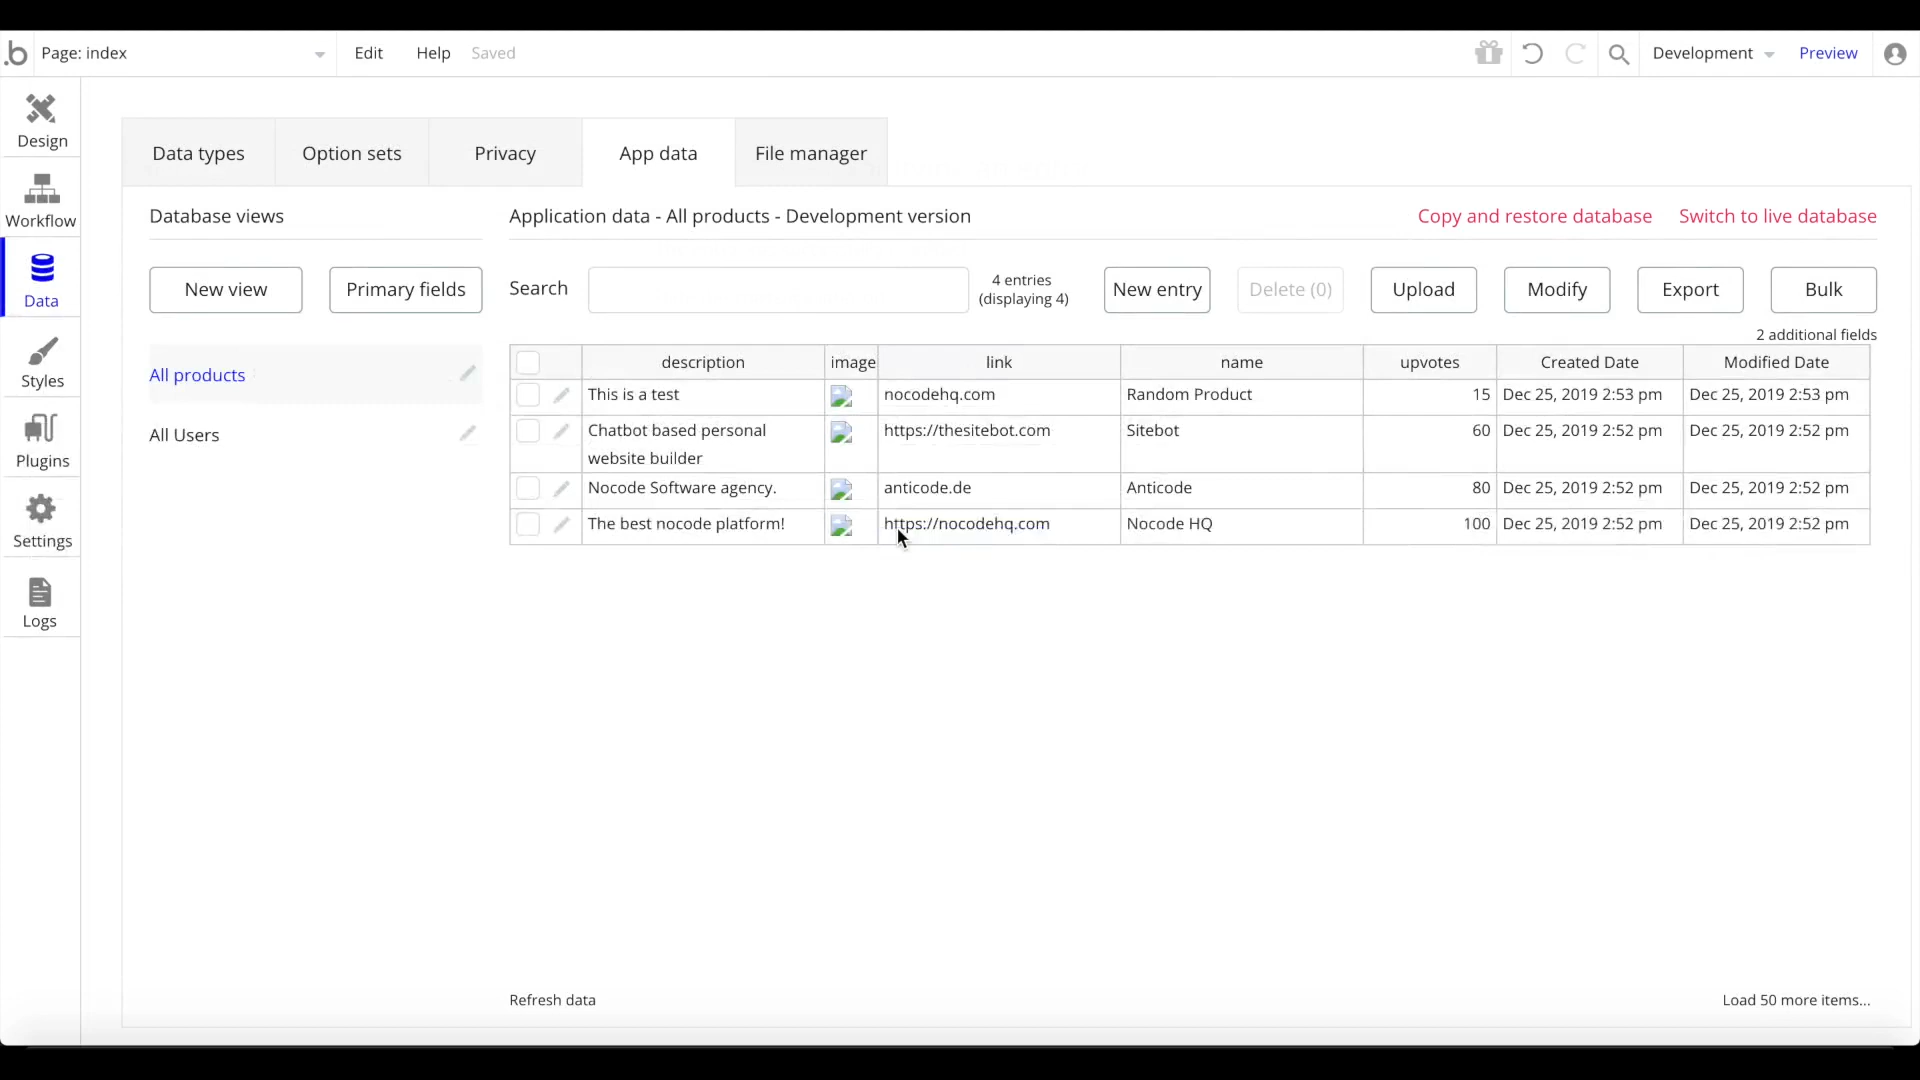 .b Page: index Edit Help Saved Development Preview
Design
Workflow
Data
Styles
Plugins
Settings
Logs
Data types Option sets Privacy App data File manager
Database views
New view Primary fields
All products
All Users
Application data - All products - Development version Copy and restore database Switch to live database
Search 4 entries
(displaying 4)
New entry Delete (0) Upload Modify Export Bulk
2 additional fields
description image link name upvotes Created Date Modified Date
This is a test nocodehq.com Random Product 15 Dec 25, 2019 2:53 pm Dec 25, 2019 2:53 pm
Chatbot based personal
website builder
https://thesitebot.com Sitebot 60 Dec 25, 2019 2:52 pm Dec 25, 2019 2:52 pm
Nocode Software agency. anticode.de Anticode 80 Dec 25, 2019 2:52 pm Dec 25, 2019 2:52 pm
The best nocode platform! https://nocodehq.com Nocode HQ 100 Dec 25, 2019 2:52 pm Dec 25, 2019 2:52 pm
Refresh data Load 50 more items...